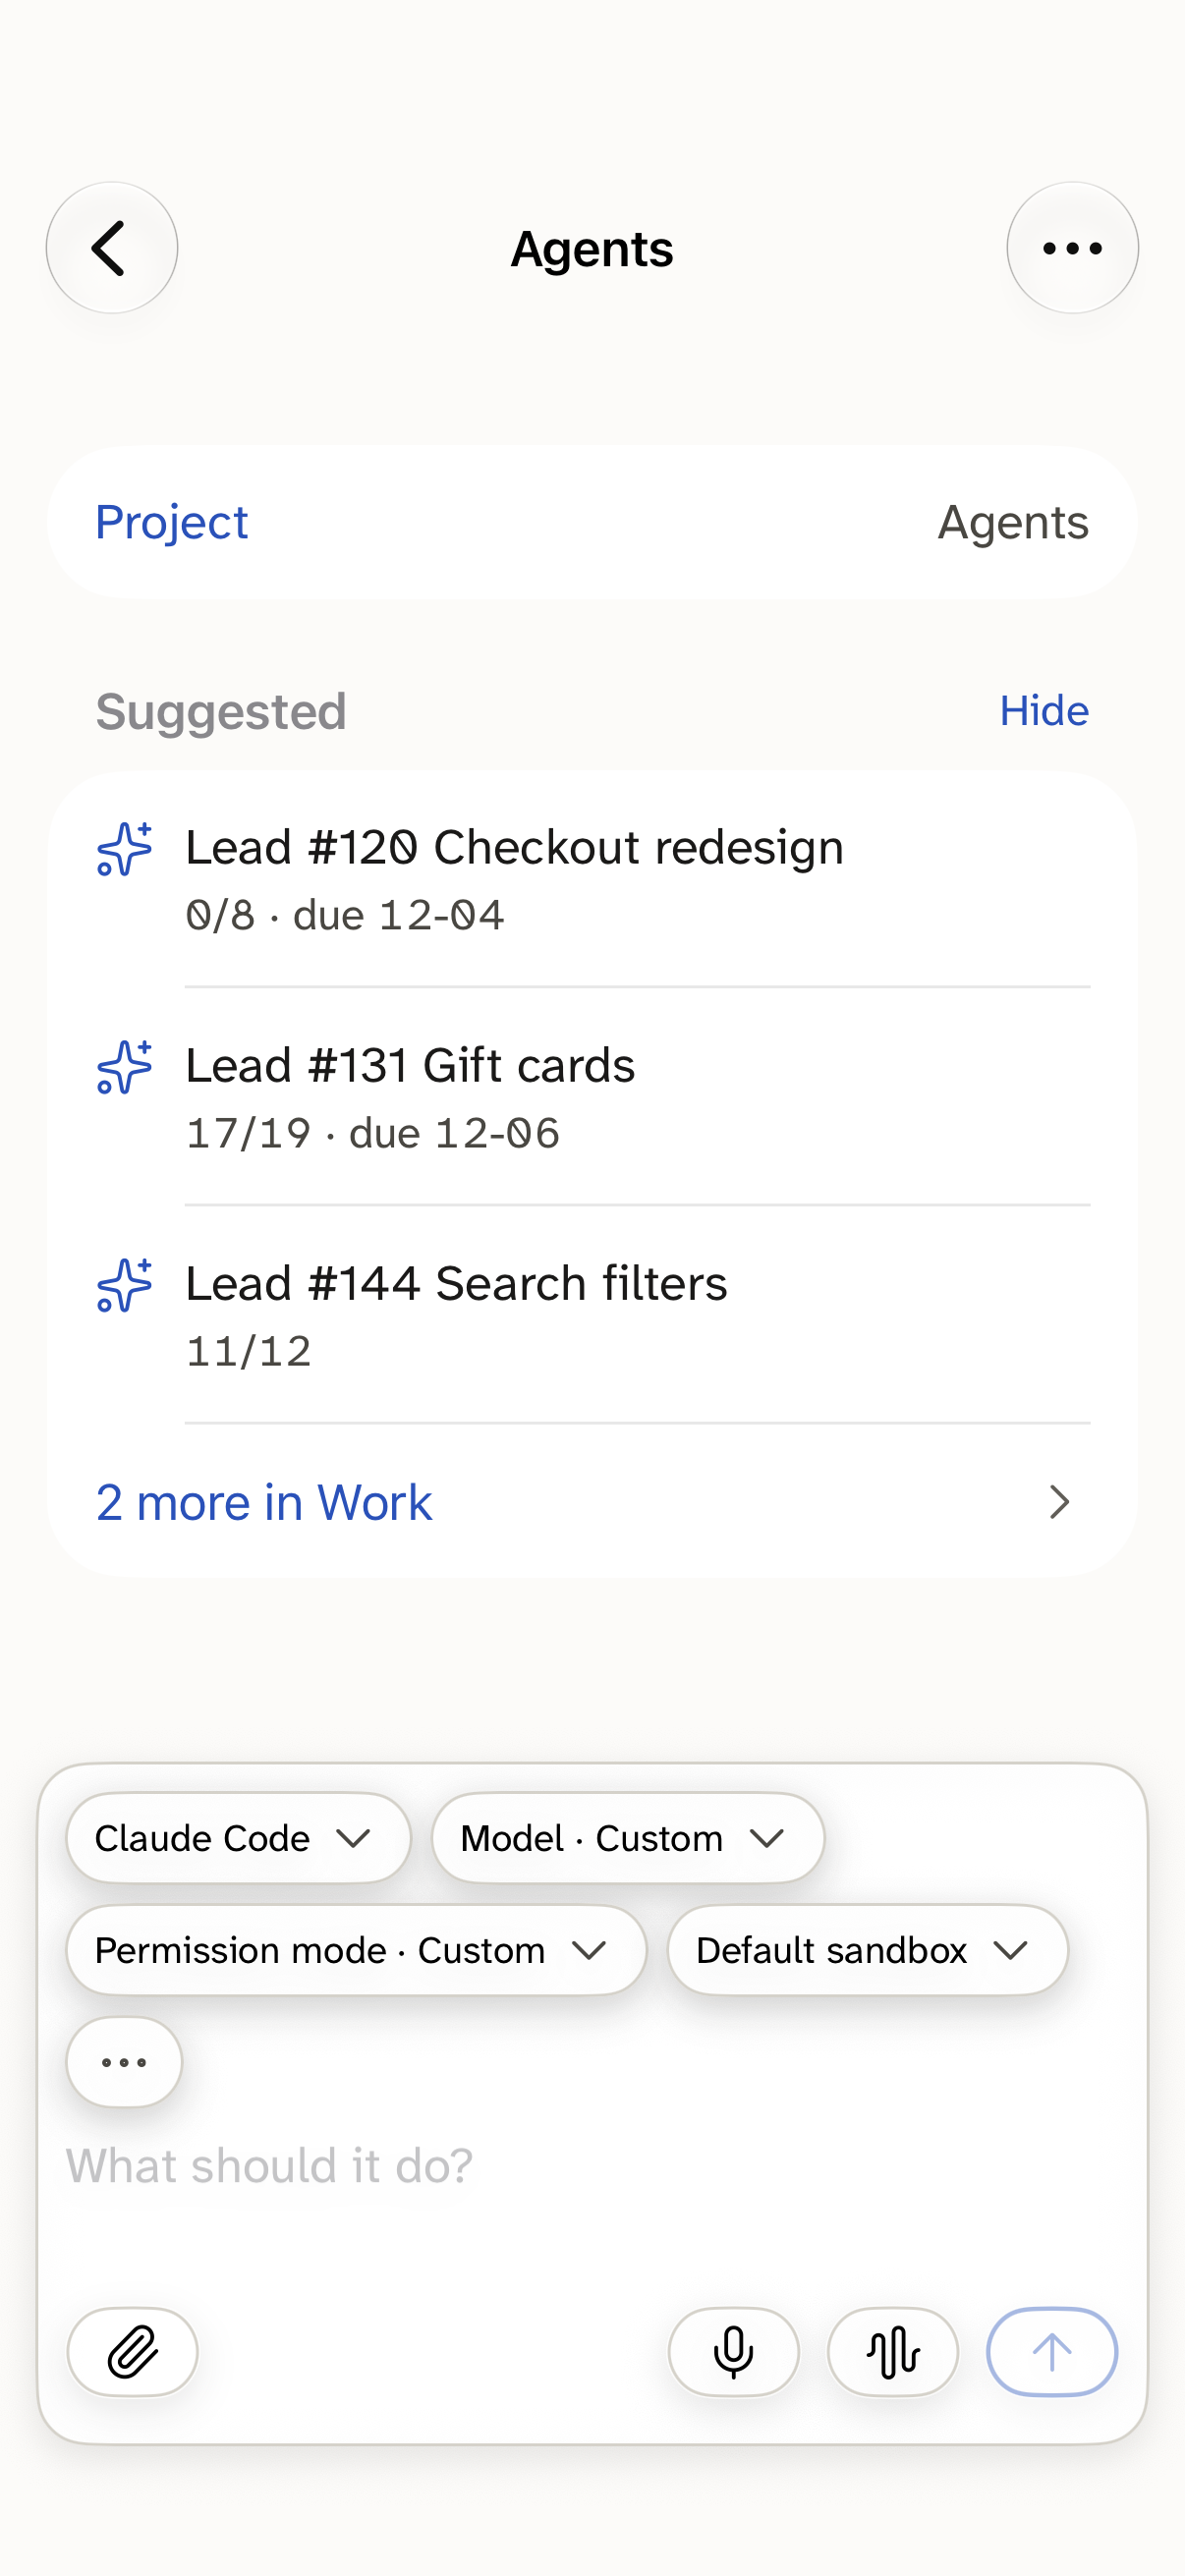 Agents
Project
Agents
Suggested
Hide
Lead #120 Checkout redesign
0/8 · due 12-04
Lead #131 Gift cards
17/19 · due 12-06
Lead #144 Search filters
11/12
2 more in Work
Claude Code
Model · Custom
Permission mode · Custom
Default sandbox
What should it do?